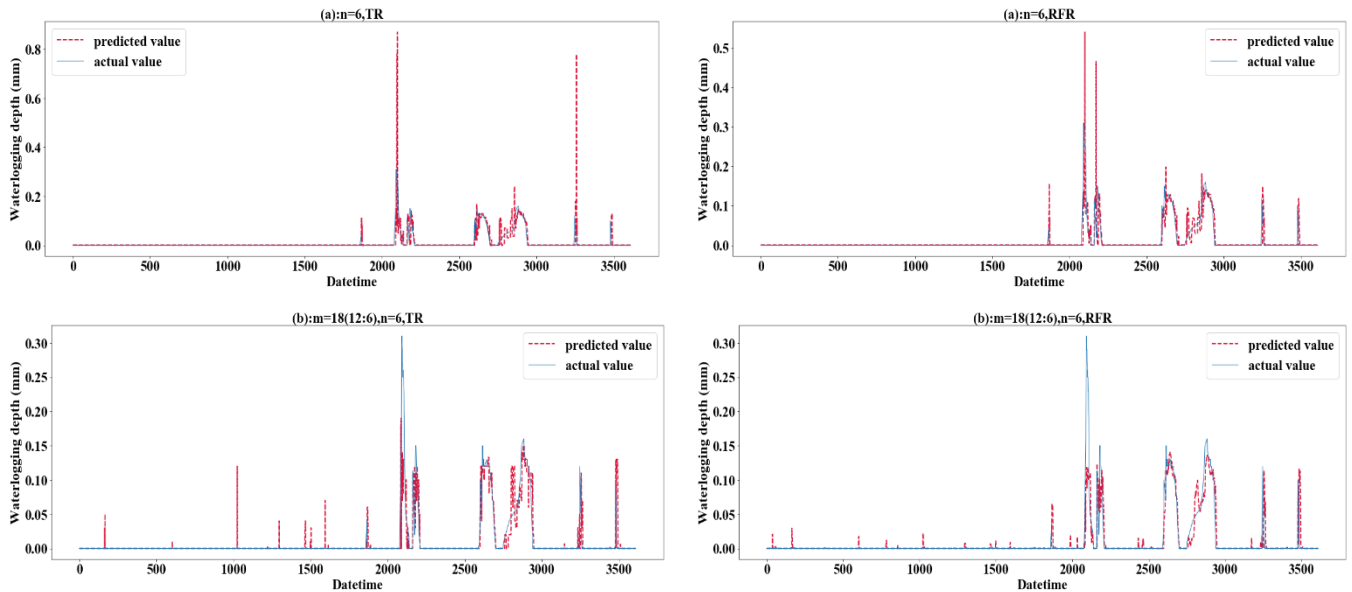 (a):n=6,TR
predicted value
actual value
Waterlogging depth (mm)
0.8
0.6
0.4
0.2
0.0
0 500 1000 1500 2000 2500 3000 3500
Datetime
(a):n=6,RFR
predicted value
actual value
Waterlogging depth (mm)
0.5
0.4
0.3
0.2
0.1
0.0
0 500 1000 1500 2000 2500 3000 3500
Datetime
(b):m=18(12:6),n=6,TR
predicted value
actual value
Waterlogging depth (mm)
0.30
0.25
0.20
0.15
0.10
0.05
0.00
0 500 1000 1500 2000 2500 3000 3500
Datetime
(b):m=18(12:6),n=6,RFR
predicted value
actual value
Waterlogging depth (mm)
0.30
0.25
0.20
0.15
0.10
0.05
0.00
0 500 1000 1500 2000 2500 3000 3500
Datetime